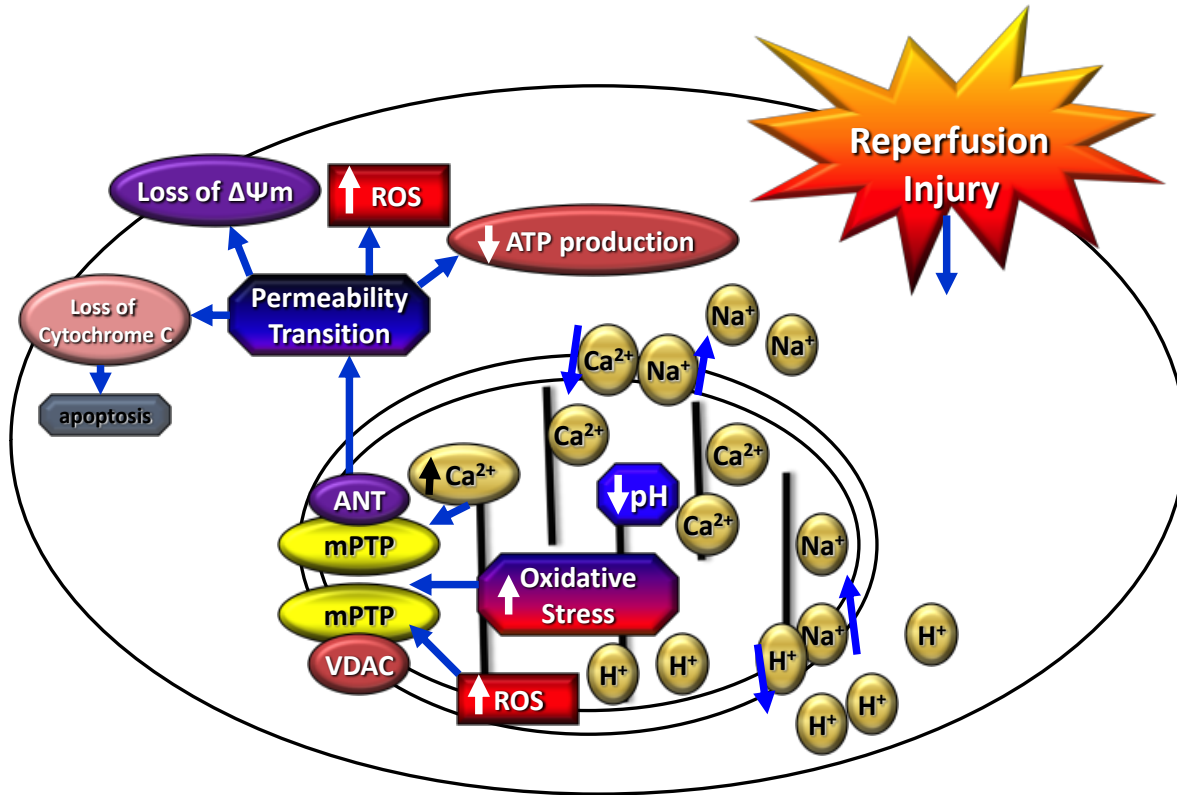 Reperfusion
Injury
Loss of ΔΨm
ROS
ATP production
Permeability
Transition
Loss of
Cytochrome C
apoptosis
Na⁺
Na⁺
Ca²⁺
Na⁺
Ca²⁺
Ca²⁺
Ca²⁺
pH
Ca²⁺
ANT
mPTP
Na⁺
Oxidative
Stress
mPTP
VDAC
ROS
H⁺
H⁺
H⁺
Na⁺
H⁺
H⁺
H⁺